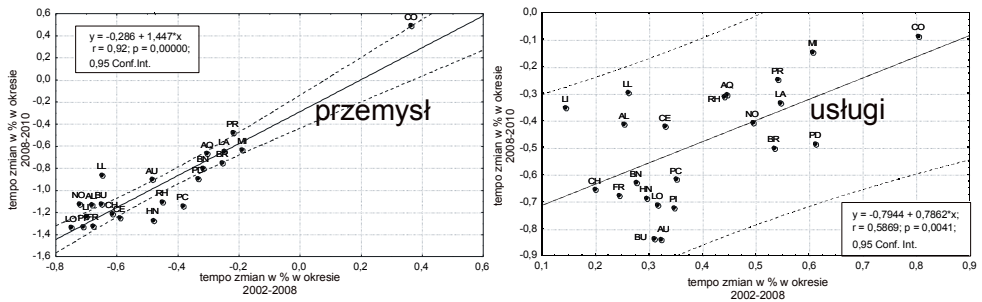 y = -0,286 + 1,447*x
r = 0,92; p = 0,00000;
0,95 Conf.Int.
przemysł
CO
PR
AQ
LA
MI
BN
BR
PD
LL
AU
RH
PC
NO
AL
BU
LI
CH
CE
HN
LO
FR
0,6
0,4
0,2
0,0
-0,2
-0,4
-0,6
-0,8
-1,0
-1,2
-1,4
-1,6
tempo zmian w % w okresie
2008-2010
-0,8
-0,6
-0,4
-0,2
0,0
0,2
0,4
0,6
tempo zmian w % w okresie
2002-2008
usługi
CO
MI
PR
LA
AQ
RH
LL
LI
AL
CE
NO
BR
PD
CH
BN
PC
FR
HN
LO
PI
BU
AU
y = -0,7944 + 0,7862*x;
r = 0,5869; p = 0,0041;
0,95 Conf. Int.
-0,0
-0,1
-0,2
-0,3
-0,4
-0,5
-0,6
-0,7
-0,8
-0,9
tempo zmian w % w okresie
2008-2010
0,1
0,2
0,3
0,4
0,5
0,6
0,7
0,8
0,9
tempo zmian w % w okresie
2002-2008